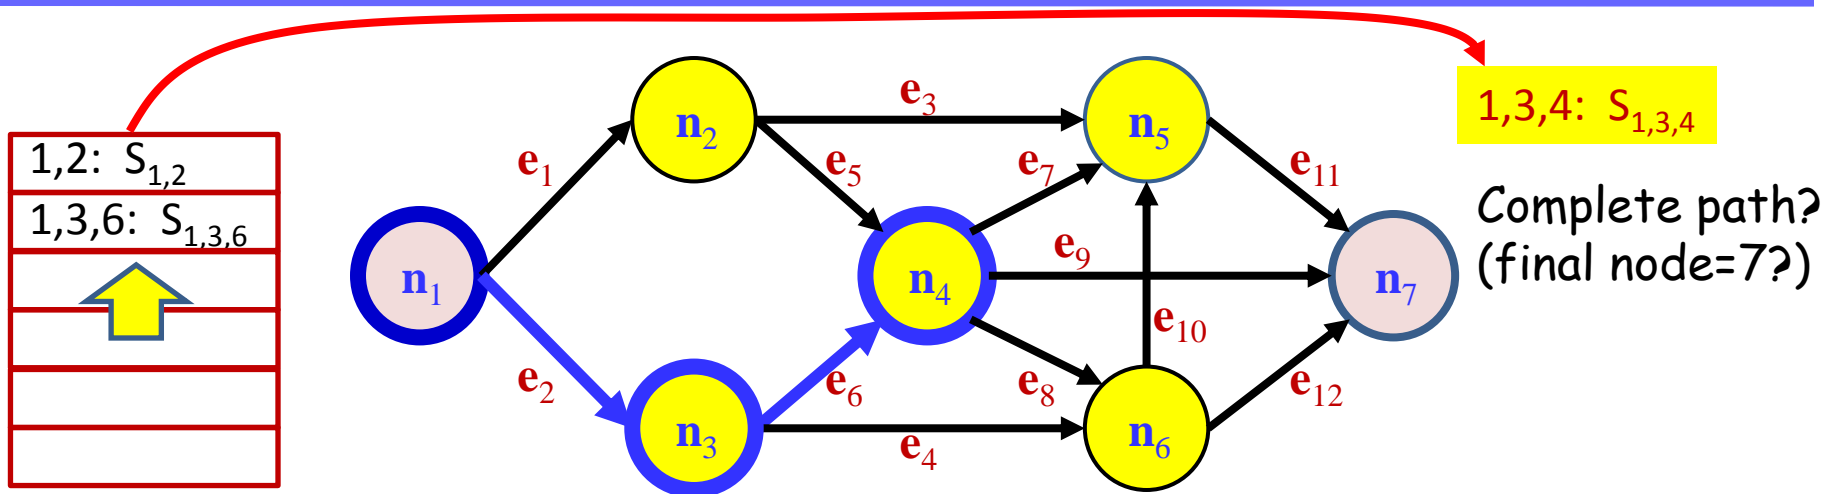 1,2: S1,2
1,3,6: S1,3,6
n1
n2
n3
n4
n5
n6
n7
e1
e2
e3
e5
e6
e4
e7
e9
e8
e10
e11
e12
1,3,4: S1,3,4
Complete path?
(final node=7?)